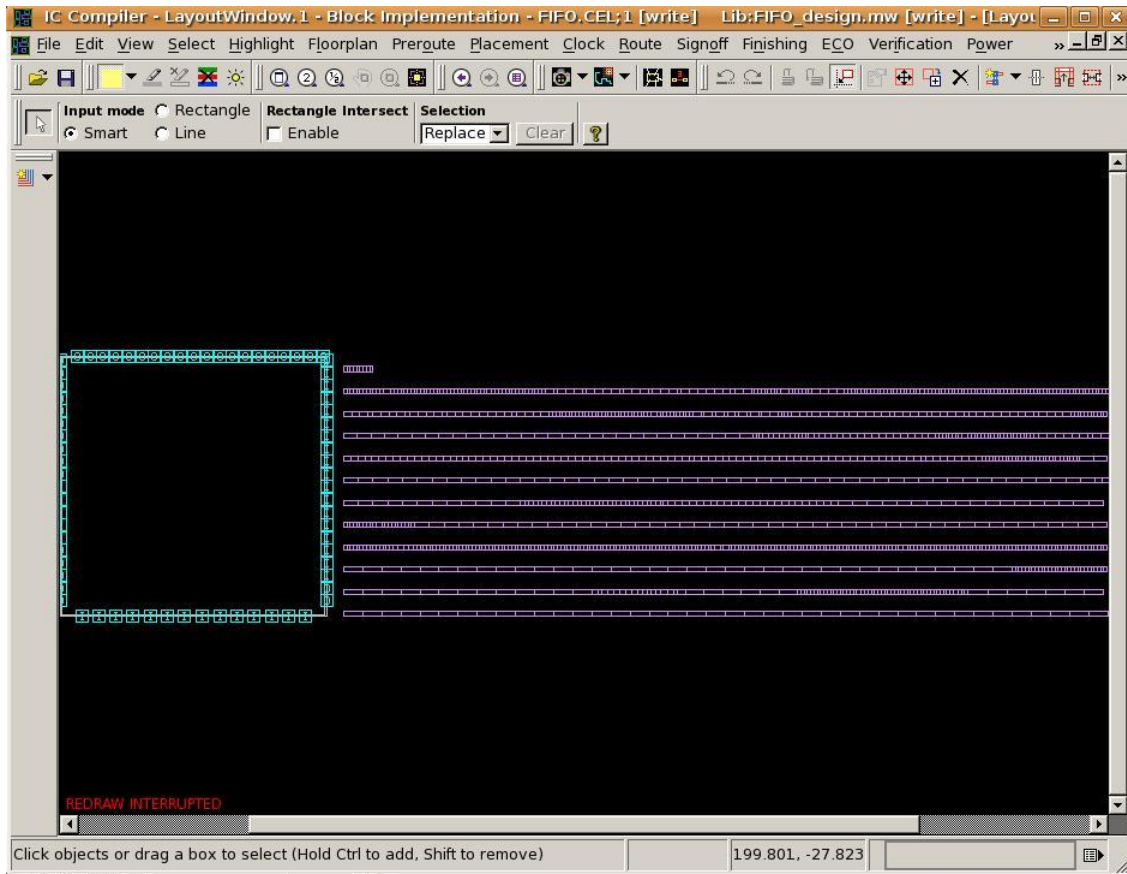 IC Compiler - LayoutWindow.1 - Block Implementation - FIFO.CEL;1 [write]   Lib:FIFO_design.mw [write] - [Layou
File Edit View Select Highlight Floorplan Preroute Placement Clock Route Signoff Finishing ECO Verification Power »
Input mode Rectangle Rectangle Intersect Selection
Smart Line Enable Replace Clear
REDRAW INTERRUPTED
Click objects or drag a box to select (Hold Ctrl to add, Shift to remove) 199.801, -27.823